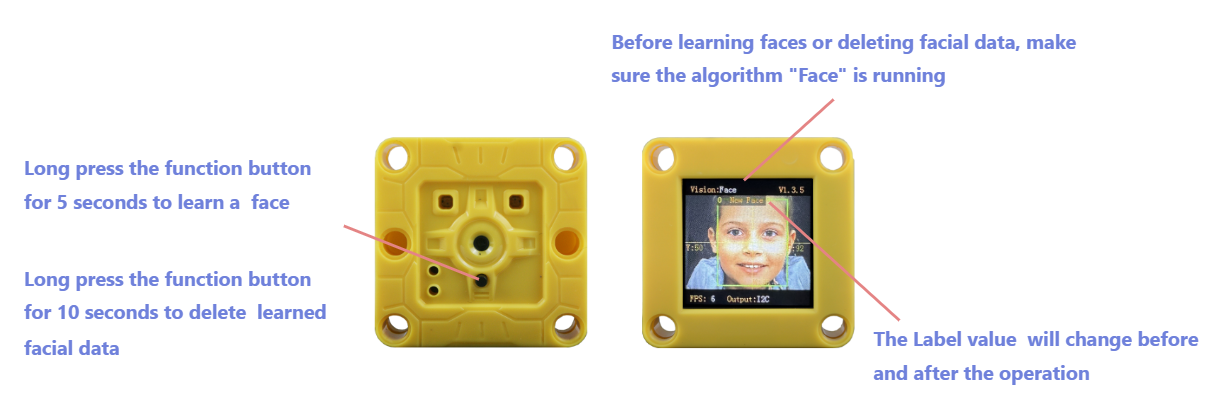 Before learning faces or deleting facial data, make
sure the algorithm "Face" is running
Long press the function button
for 5 seconds to learn a  face
Long press the function button
for 10 seconds to delete  learned
facial data
Vision:Face V1.3.5
0 New Face
Y:50
:92
FPS: 6 Output:I2C
The Label value  will change before
and after the operation